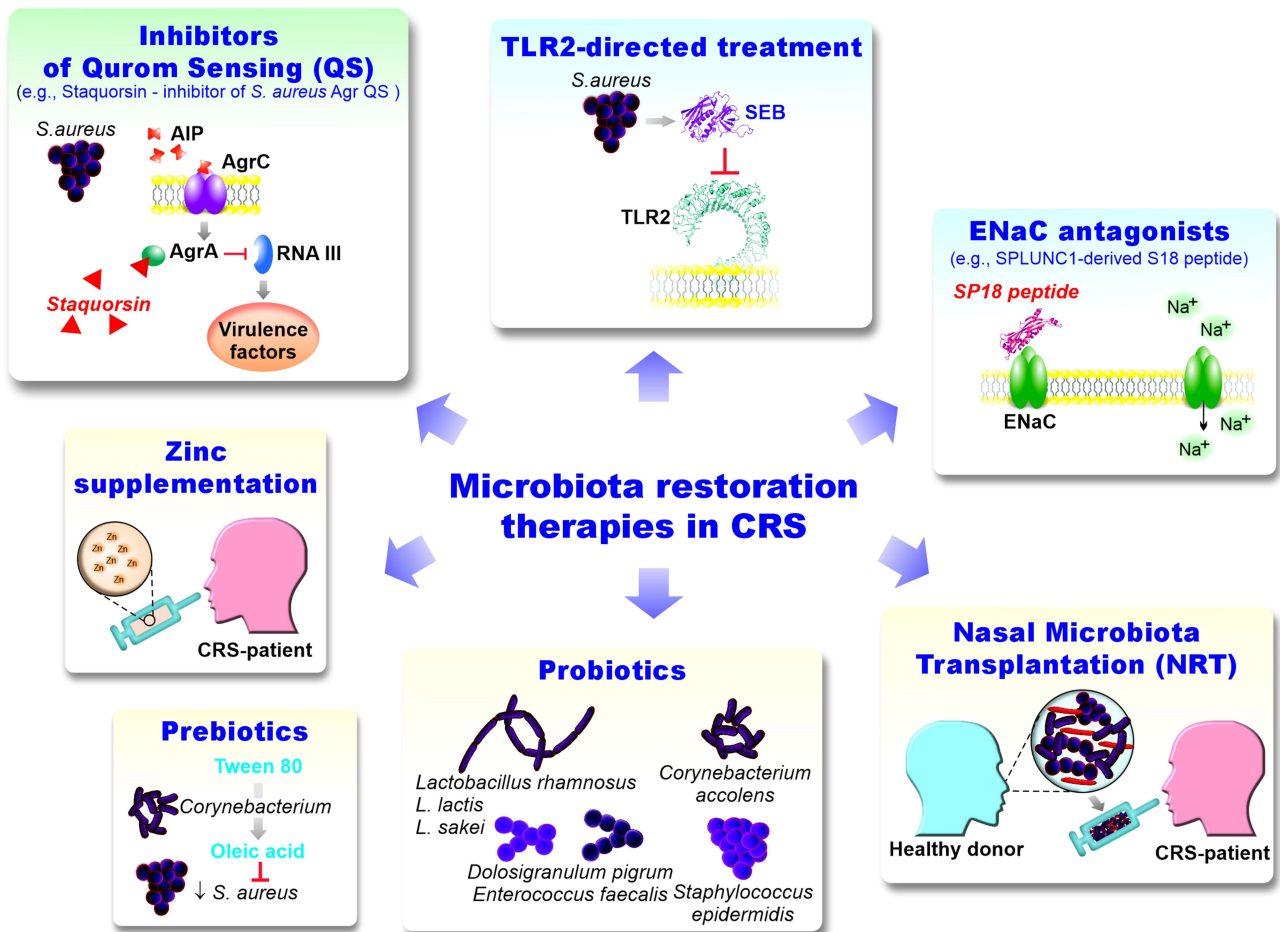 Inhibitors
of Qurom Sensing (QS)
(e.g., Staquorsin - inhibitor of S. aureus Agr QS )
S.aureus
AIP
AgrC
AgrA
RNA III
Staquorsin
Virulence
factors
TLR2-directed treatment
S.aureus
SEB
TLR2
ENaC antagonists
(e.g., SPLUNC1-derived S18 peptide)
SP18 peptide
Na+
Na+
ENaC
Na+
Na+
Microbiota restoration
therapies in CRS
Zinc
supplementation
Zn
Zn
Zn
Zn
Zn
Zn
Zn
CRS-patient
Prebiotics
Tween 80
Corynebacterium
Oleic acid
↓ S. aureus
Probiotics
Lactobacillus rhamnosus
L. lactis
L. sakei
Corynebacterium
accolens
Dolosigranulum pigrum
Enterococcus faecalis
Staphylococcus
epidermidis
Nasal Microbiota
Transplantation (NRT)
Healthy donor
CRS-patient